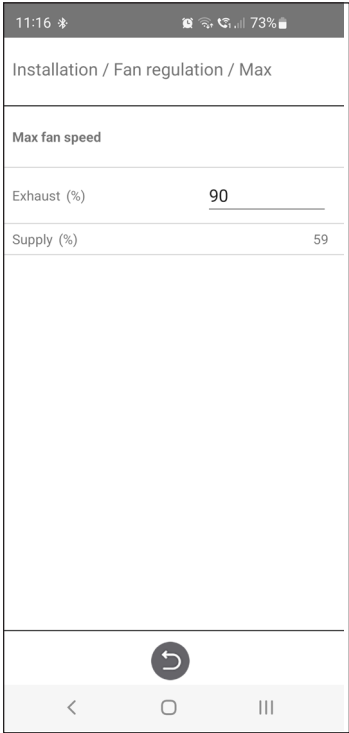 11:16 73%
Installation / Fan regulation / Max
Max fan speed
Exhaust (%) 90
Supply (%) 59